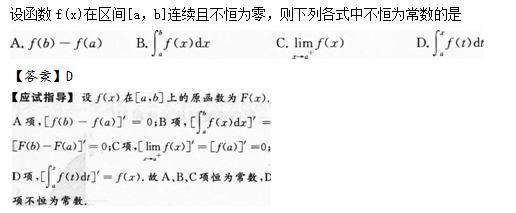 设函数 f(x)在区间[a，b]连续且不恒为零，则下列各式中不恒为常数的是
A. f(b)－f(a) B. ∫_a^b f(x)dx C. lim_{x→a⁺} f(x) D. ∫_a^x f(t)dt
【答案】D
【应试指导】设 f(x)在[a,b]上的原函数为 F(x).
A 项,[f(b)－f(a)]′＝0;B 项,[∫_a^b f(x)dx]′＝
[F(b)－F(a)]′＝0;C项,[lim_{x→a⁺} f(x)]′＝[f(a)]′＝0;
D项,[∫_a^x f(t)dt]′＝f(x). 故 A、B、C项恒为常数,D
项不恒为常数.